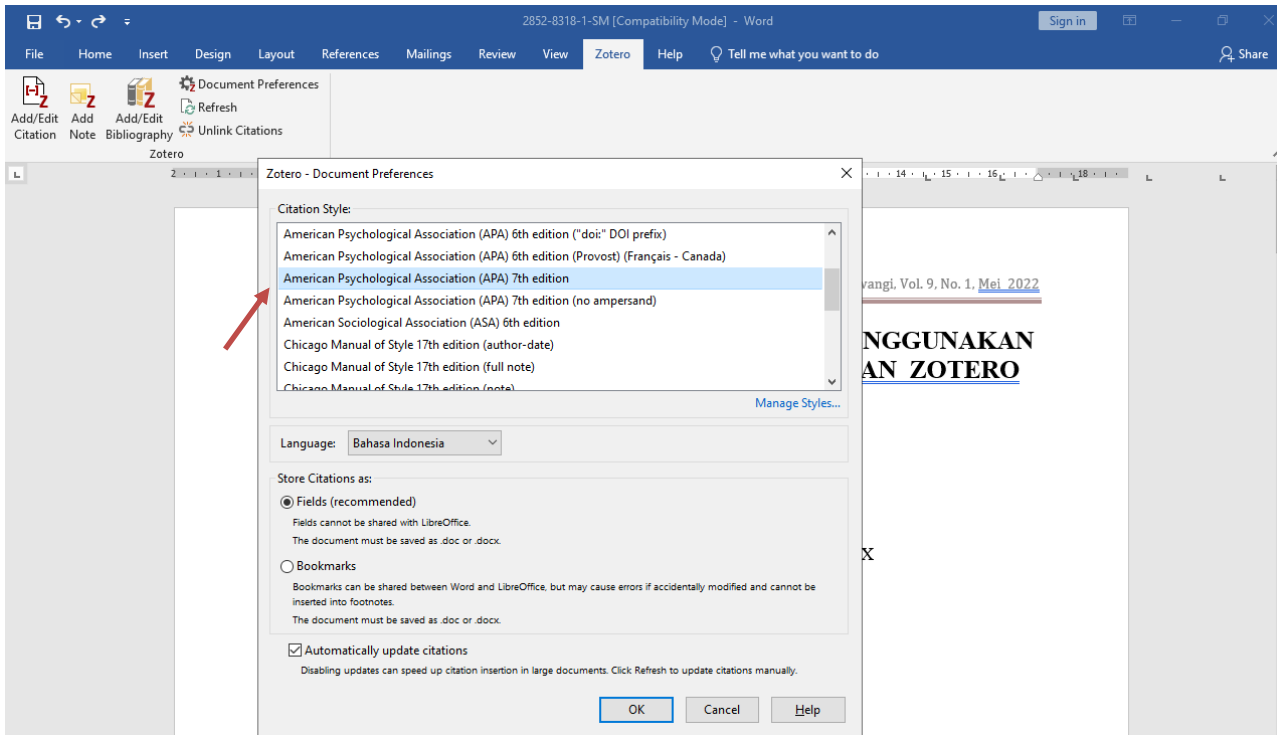 2852-8318-1-SM [Compatibility Mode] - Word
Sign in
File Home Insert Design Layout References Mailings Review View Zotero Help Tell me what you want to do Share
Add/Edit Citation
Add Note
Add/Edit Bibliography
Document Preferences
Refresh
Unlink Citations
Zotero
2 1 14 15 16 18
Zotero - Document Preferences
Citation Style:
American Psychological Association (APA) 6th edition ("doi:" DOI prefix)
American Psychological Association (APA) 6th edition (Provost) (Français - Canada)
American Psychological Association (APA) 7th edition
American Psychological Association (APA) 7th edition (no ampersand)
American Sociological Association (ASA) 6th edition
Chicago Manual of Style 17th edition (author-date)
Chicago Manual of Style 17th edition (full note)
Chicago Manual of Style 17th edition (note)
Manage Styles...
Language: Bahasa Indonesia
Store Citations as:
Fields (recommended)
Fields cannot be shared with LibreOffice.
The document must be saved as .doc or .docx.
Bookmarks
Bookmarks can be shared between Word and LibreOffice, but may cause errors if accidentally modified and cannot be
inserted into footnotes.
The document must be saved as .doc or .docx.
Automatically update citations
Disabling updates can speed up citation insertion in large documents. Click Refresh to update citations manually.
OK Cancel Help
vangi, Vol. 9, No. 1, Mei 2022
NGGUNAKAN
AN ZOTERO
X